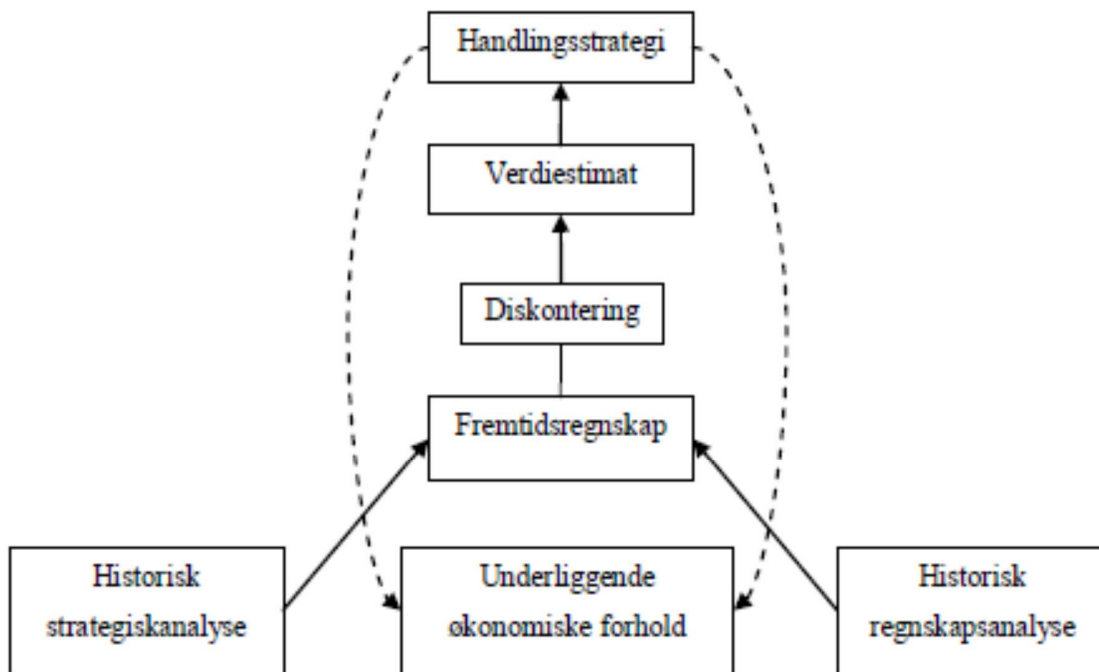 Handlingsstrategi
Verdiestimat
Diskontering
Fremtidsregnskap
Historisk
strategiskanalyse
Underliggende
økonomiske forhold
Historisk
regnskapsanalyse